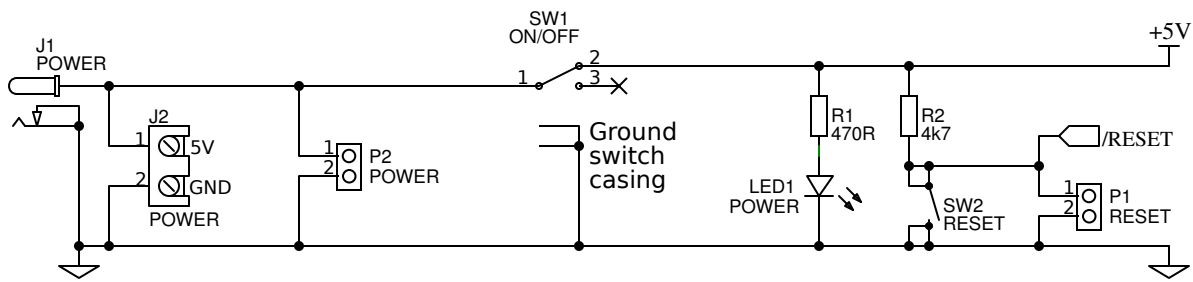 SW1
ON/OFF
+5V
J1
POWER
1
2
3
J2
1
5V
2
GND
POWER
1
2
P2
POWER
Ground
switch
casing
R1
470R
R2
4k7
/RESET
LED1
POWER
SW2
RESET
1
2
P1
RESET